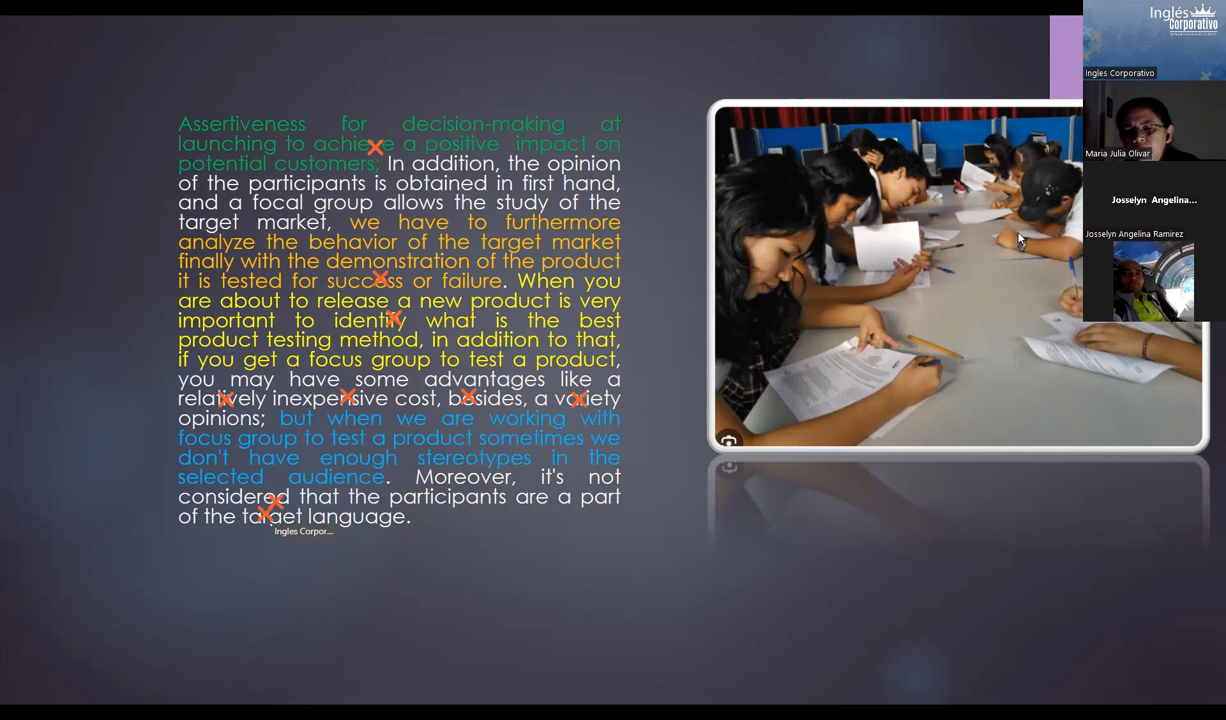 Assertiveness for decision-making at
launching to achieve a positive impact on
potential customers; In addition, the opinion
of the participants is obtained in first hand,
and a focal group allows the study of the
target market, we have to furthermore
analyze the behavior of the target market
finally with the demonstration of the product
it is tested for success or failure. When you
are about to release a new product is very
important to identify what is the best
product testing method, in addition to that,
if you get a focus group to test a product,
you may have some advantages like a
relatively inexpensive cost, besides, a variety
opinions; but when we are working with
focus group to test a product sometimes we
don't have enough stereotypes in the
selected audience. Moreover, it's not
considered that the participants are a part
of the target language.
Ingles Corpor...
Inglés
Corporativo
Ingles Corporativo
Maria Julia Olivar
Josselyn Angelina...
Josselyn Angelina Ramirez